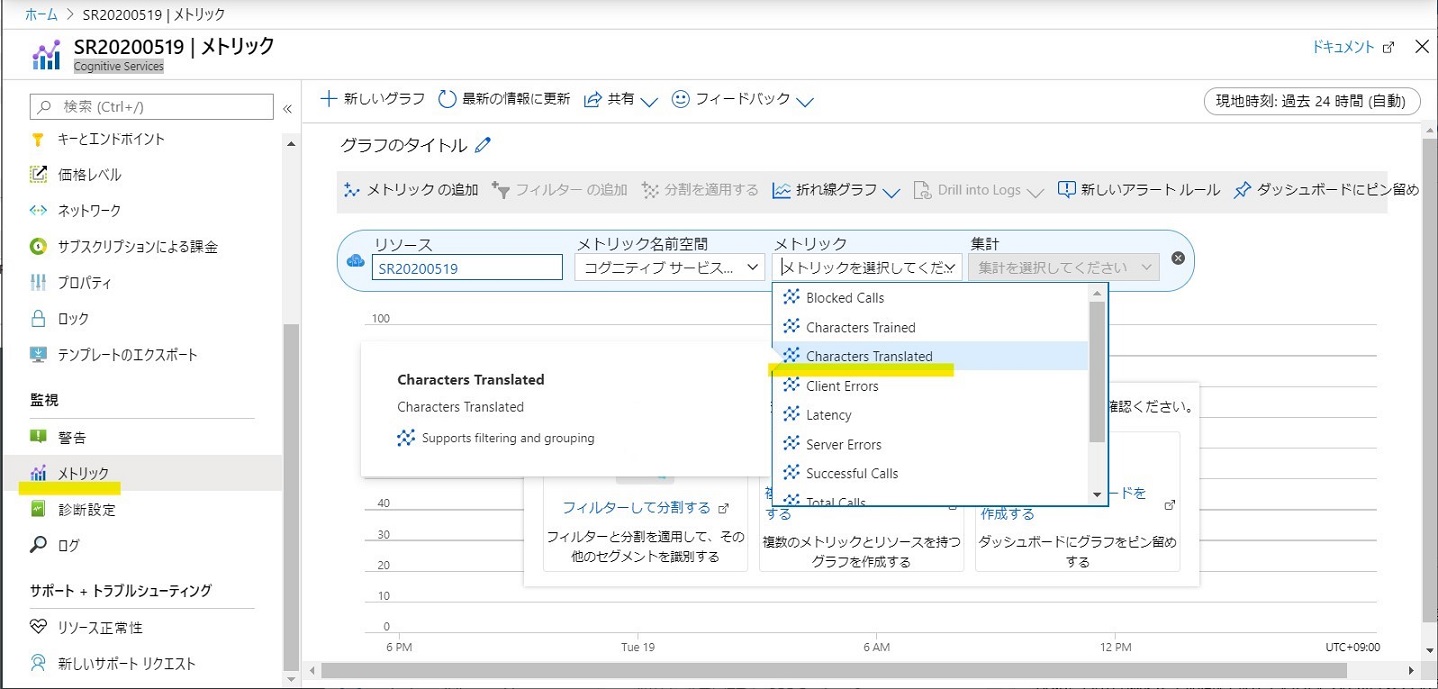 ホーム > SR20200519 | メトリック
SR20200519 | メトリック
Cognitive Services
ドキュメント
検索 (Ctrl+/)
«
キーとエンドポイント
価格レベル
ネットワーク
サブスクリプションによる課金
プロパティ
ロック
テンプレートのエクスポート
監視
警告
メトリック
診断設定
ログ
サポート + トラブルシューティング
リソース正常性
新しいサポート リクエスト
新しいグラフ 最新の情報に更新 共有 フィードバック
現地時刻: 過去 24 時間 (自動)
グラフのタイトル
メトリック の追加 フィルター の追加 分割を適用する 折れ線グラフ Drill into Logs 新しいアラート ルール ダッシュボードにピン留め
リソース メトリック名前空間 メトリック 集計
SR20200519 コグニティブ サービス... メトリックを選択してくだ... 集計を選択してください
Blocked Calls
Characters Trained
Characters Translated
Client Errors
Latency
Server Errors
Successful Calls
Total Calls
Characters Translated
Characters Translated
Supports filtering and grouping
確認ください。
フィルターして分割する
フィルターと分割を適用して、その
他のセグメントを識別する
する
複数のメトリックとリソースを持つ
グラフを作成する
ードを
作成する
ダッシュボードにグラフをピン留め
する
100
40
30
20
10
0
6 PM Tue 19 6 AM 12 PM UTC+09:00